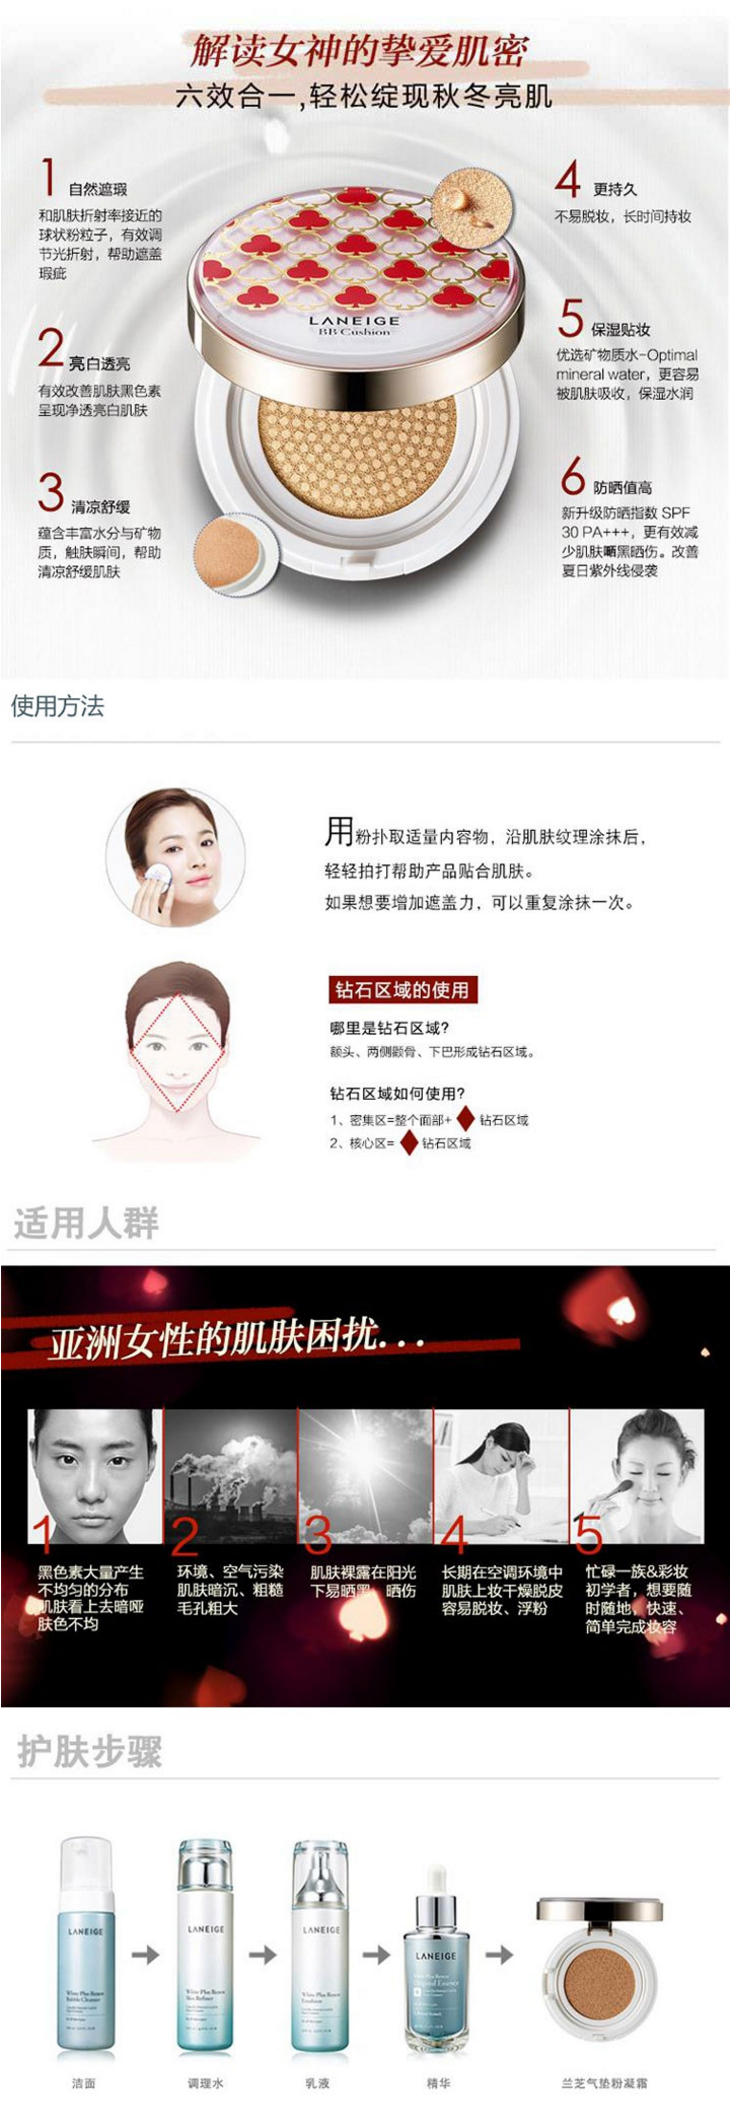 解读女神的挚爱肌密
六效合一,轻松绽现秋冬亮肌
1 自然遮瑕
和肌肤折射率接近的
球状粉粒子，有效调
节光折射，帮助遮盖
瑕疵
2 亮白透亮
有效改善肌肤黑色素
呈现净透亮白肌肤
3 清凉舒缓
蕴含丰富水分与矿物
质，触肤瞬间，帮助
清凉舒缓肌肤
LANEIGE
BB Cushion
4 更持久
不易脱妆，长时间持妆
5 保湿贴妆
优选矿物质水-Optimal
mineral water，更容易
被肌肤吸收，保湿水润
6 防晒值高
新升级防晒指数 SPF
30 PA+++，更有效减
少肌肤晒黑晒伤。改善
夏日紫外线侵袭
使用方法
用粉扑取适量内容物，沿肌肤纹理涂抹后，
轻轻拍打帮助产品贴合肌肤。
如果想要增加遮盖力，可以重复涂抹一次。
钻石区域的使用
哪里是钻石区域?
额头、两侧颧骨、下巴形成钻石区域。
钻石区域如何使用?
1、密集区=整个面部+ 钻石区域
2、核心区= 钻石区域
适用人群
亚洲女性的肌肤困扰...
1
黑色素大量产生
不均匀的分布
肌肤看上去暗哑
肤色不均
2
环境、空气污染
肌肤暗沉、粗糙
毛孔粗大
3
肌肤裸露在阳光
下易晒黑、晒伤
4
长期在空调环境中
肌肤上妆干燥脱皮
容易脱妆、浮粉
5
忙碌一族&彩妆
初学者，想要随
时随地，快速、
简单完成妆容
护肤步骤
LANEIGE
White Plus Renew
Bubble Cleanser
LANEIGE
White Plus Renew
Skin Refiner
LANEIGE
White Plus Renew
Emulsion
LANEIGE
White Plus Renew
Original Essence
洁面
调理水
乳液
精华
兰芝气垫粉凝霜